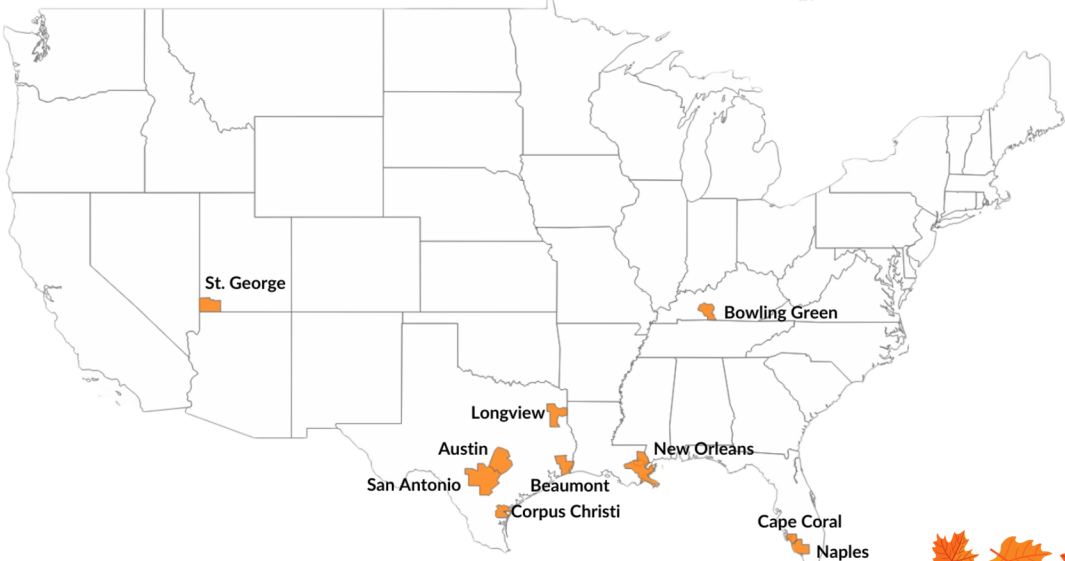 St. George
Bowling Green
Longview
Austin
New Orleans
San Antonio
Beaumont
Corpus Christi
Cape Coral
Naples